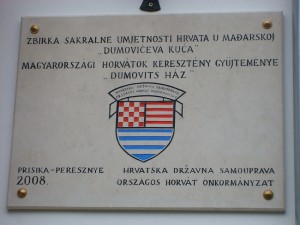 ZBIRKA SAKRALNE UMJETNOSTI HRVATA U MAĐARSKOJ
„DUMOVIĆEVA KUĆA"
MAGYARORSZÁGI HORVÁTOK KERESZTÉNY GYŰJTEMÉNYE
„DUMOVITS HÁZ"
PRISIKA-PERESZNYE HRVATSKA DRŽAVNA SAMOUPRAVA
2008. ORSZÁGOS HORVÁT ÖNKORMÁNYZAT